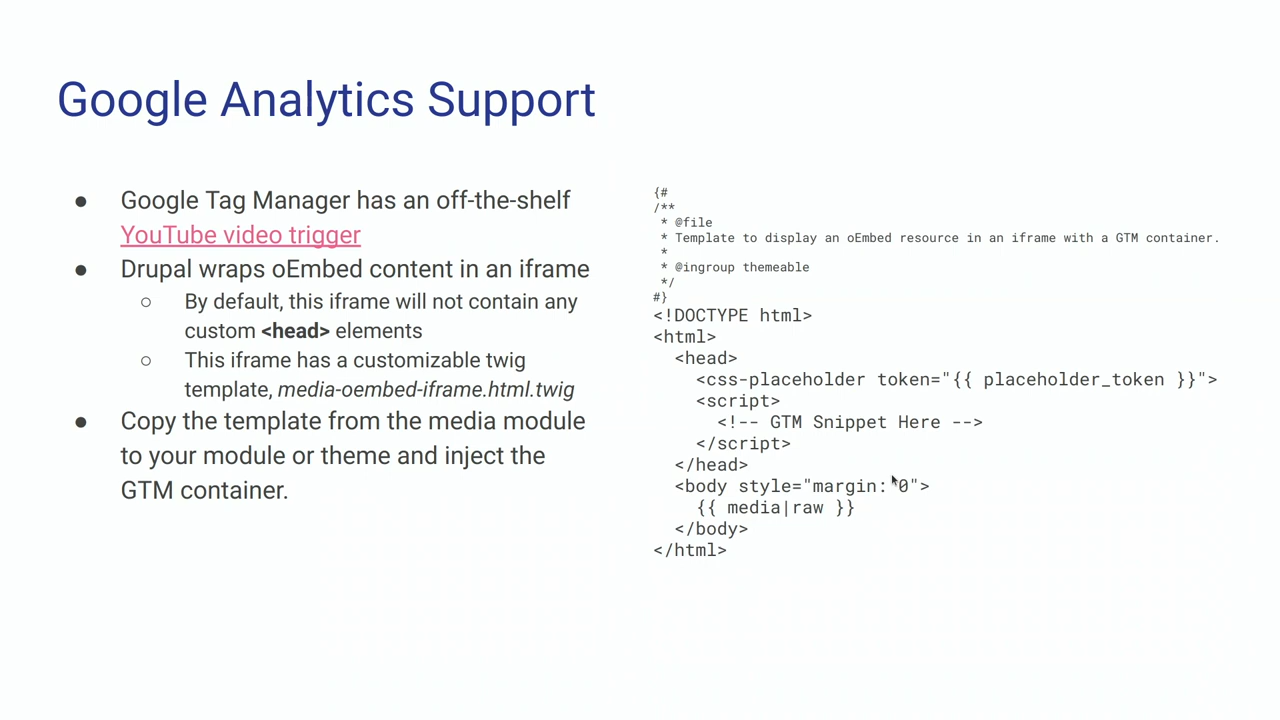 Google Analytics Support
● Google Tag Manager has an off-the-shelf
YouTube video trigger
● Drupal wraps oEmbed content in an iframe
○ By default, this iframe will not contain any
custom <head> elements
○ This iframe has a customizable twig
template, media-oembed-iframe.html.twig
● Copy the template from the media module
to your module or theme and inject the
GTM container.
{#
/**
 * @file
 * Template to display an oEmbed resource in an iframe with a GTM container.
 *
 * @ingroup themeable
 */
#}
<!DOCTYPE html>
<html>
  <head>
    <css-placeholder token="{{ placeholder_token }}">
    <script>
      <!-- GTM Snippet Here -->
    </script>
  </head>
  <body style="margin: 0">
    {{ media|raw }}
  </body>
</html>